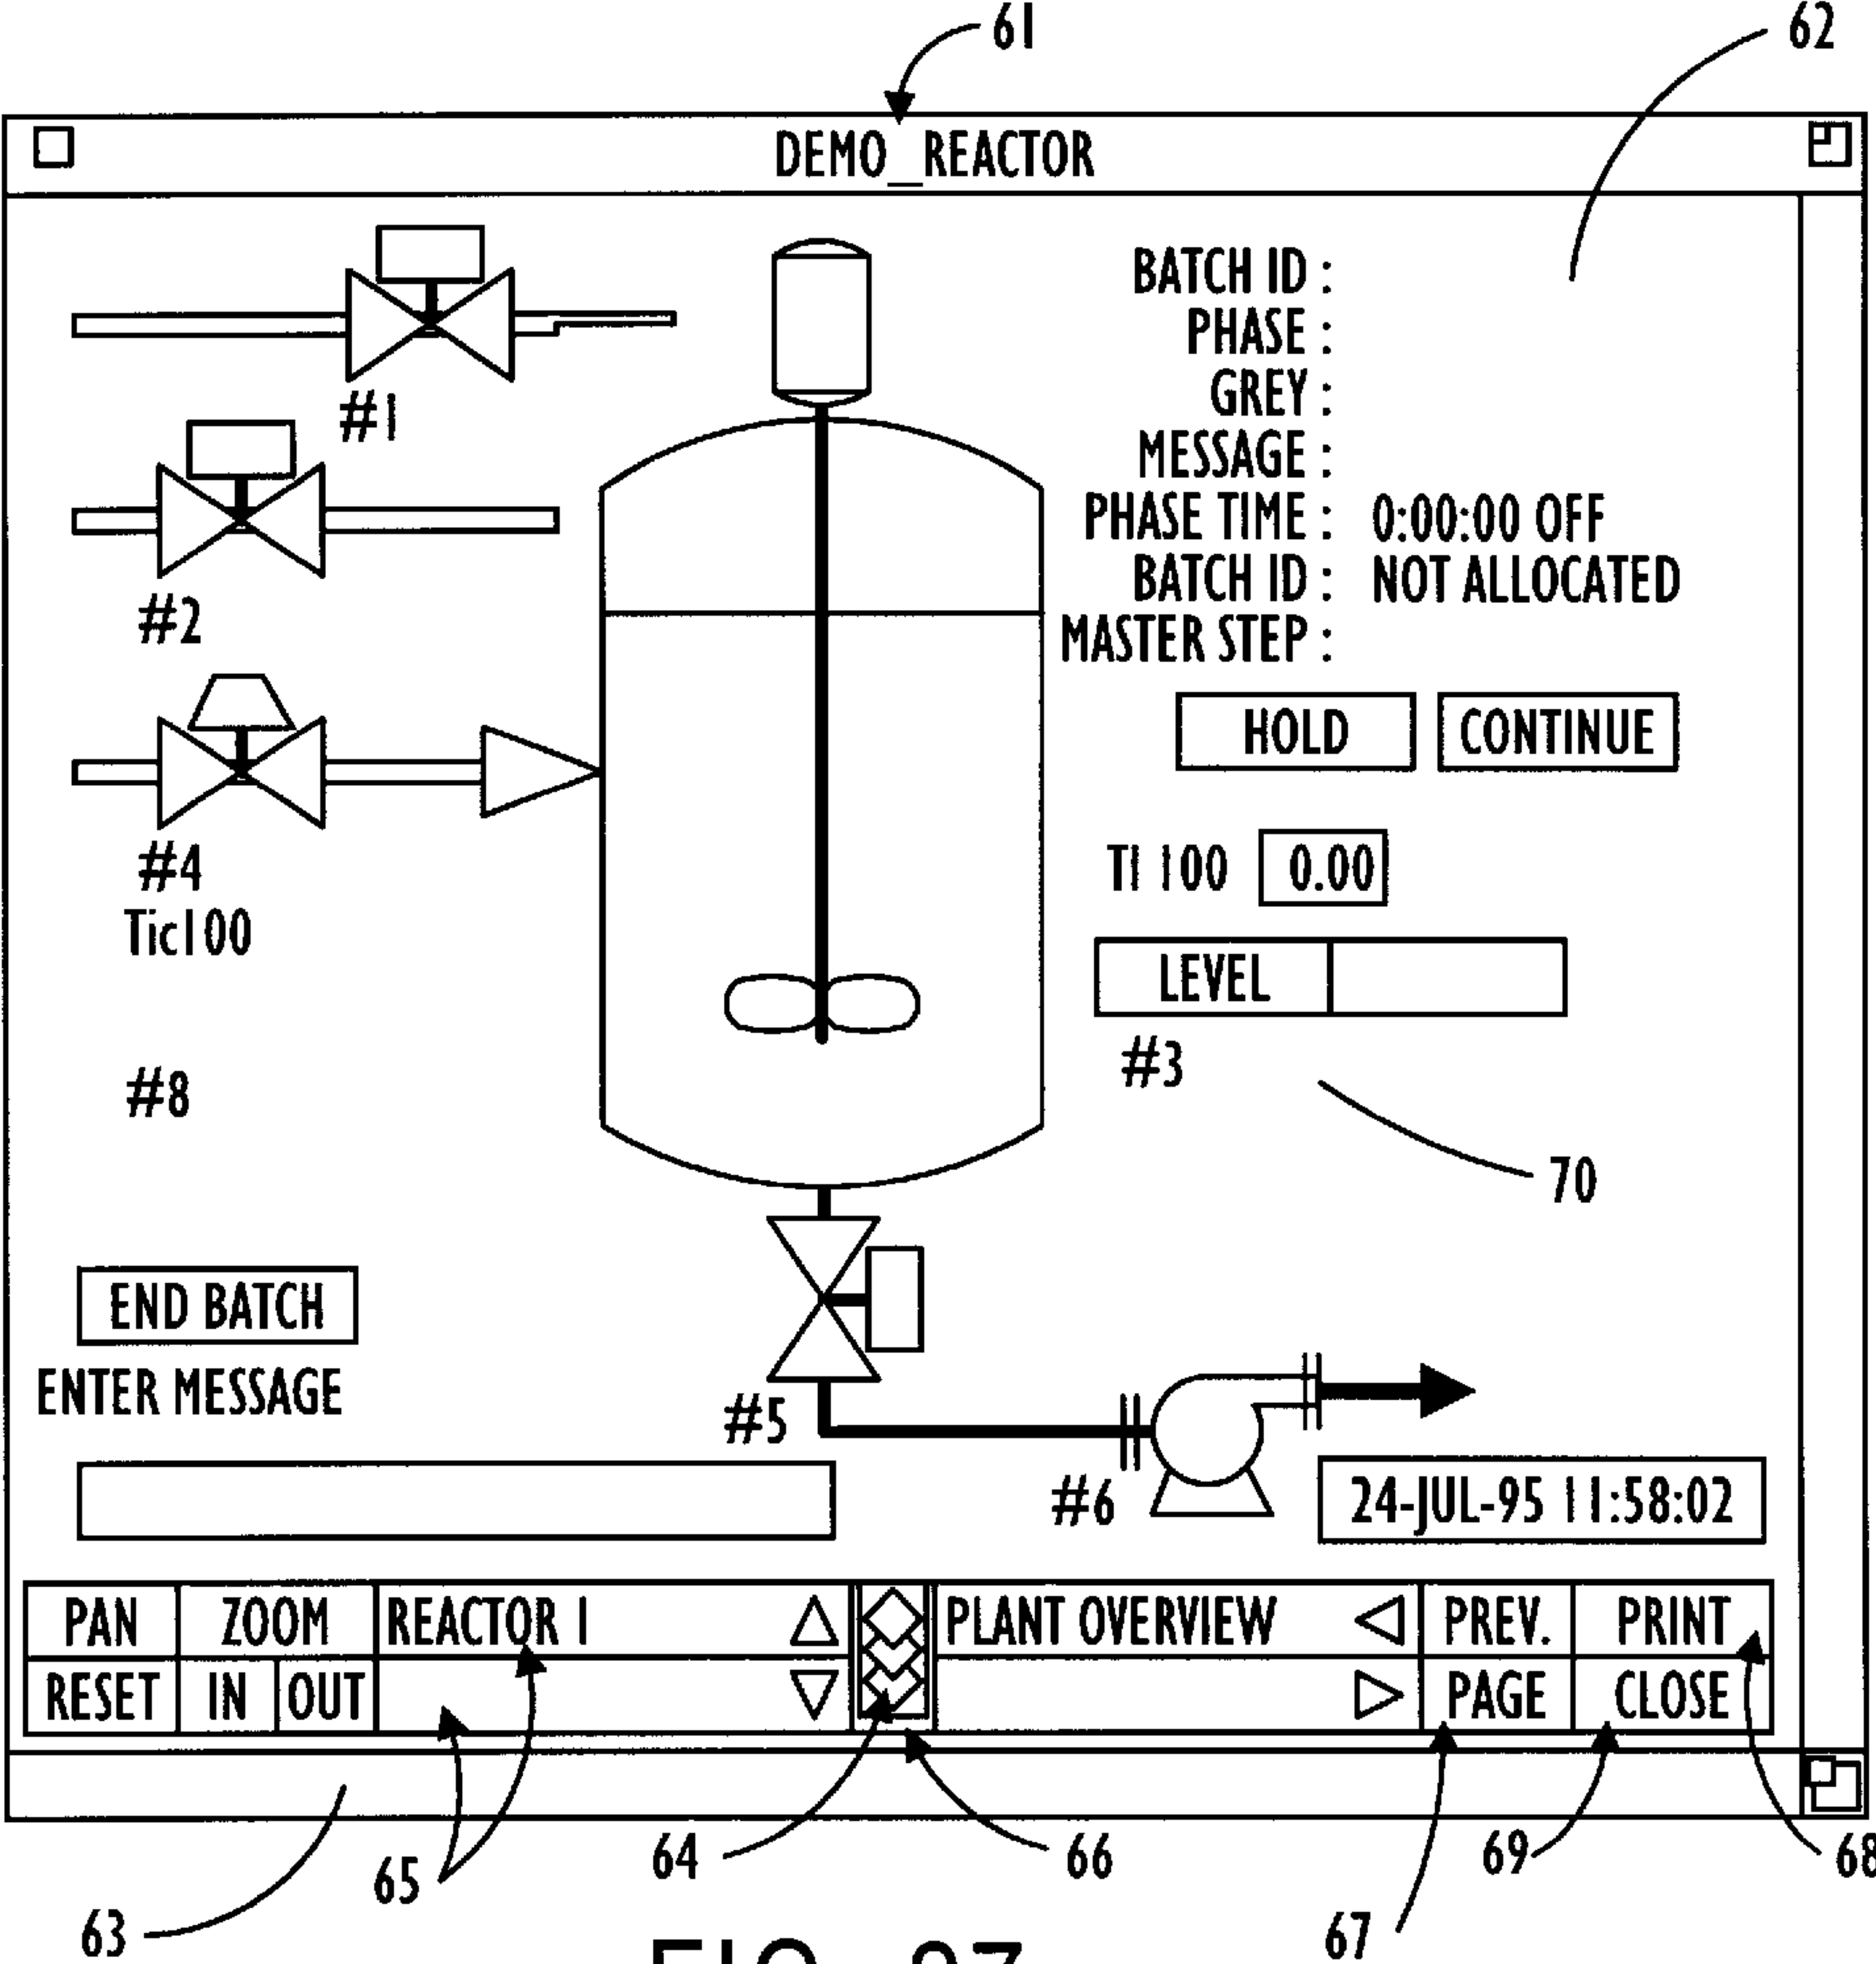 61
62
DEMO_REACTOR
BATCH ID :
PHASE :
GREY :
MESSAGE :
PHASE TIME : 0:00:00 OFF
BATCH ID : NOT ALLOCATED
MASTER STEP :
#1
#2
HOLD CONTINUE
#4
Tic100
TI 100 0.00
LEVEL
#3
#8
70
END BATCH
ENTER MESSAGE
#5
#6
24-JUL-95 11:58:02
PAN ZOOM REACTOR 1 PLANT OVERVIEW PREV. PRINT
RESET IN OUT PAGE CLOSE
65 64 66 69 68
63 67